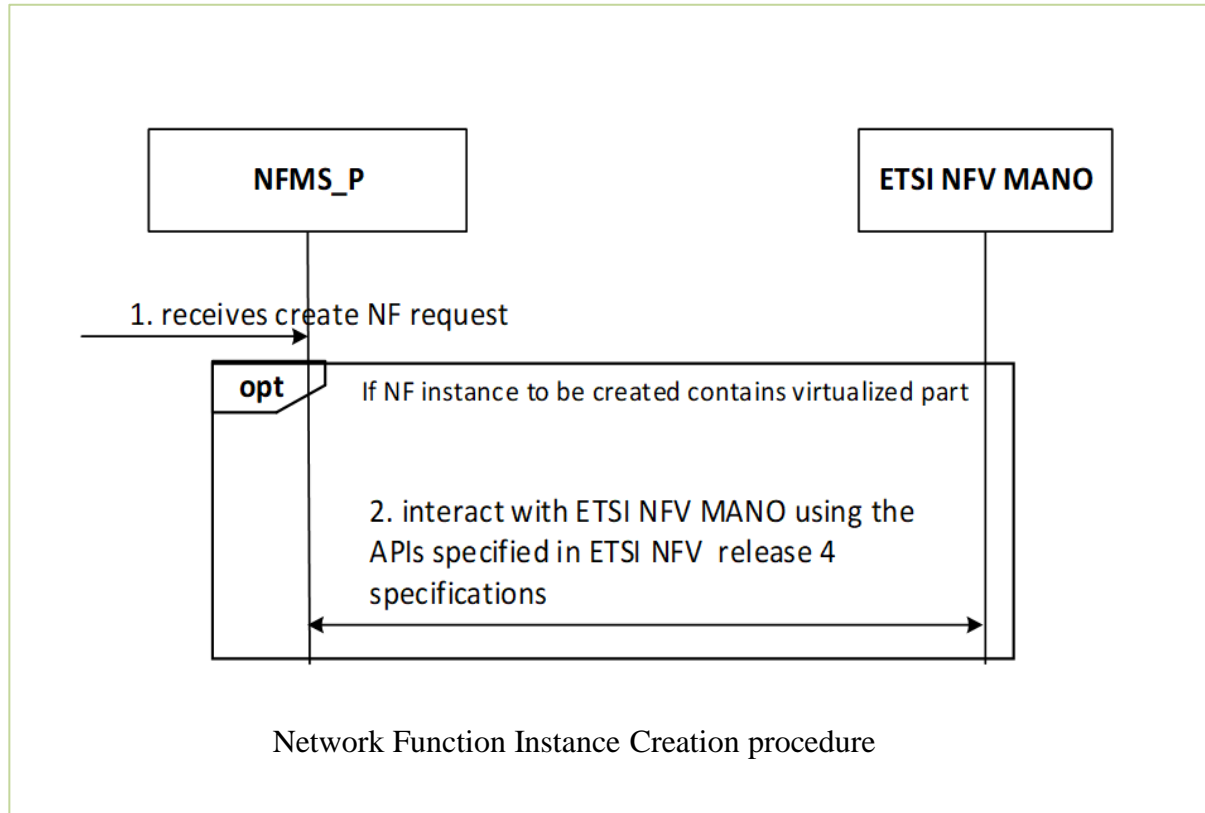 NFMS_P
ETSI NFV MANO
1. receives create NF request
opt
If NF instance to be created contains virtualized part
2. interact with ETSI NFV MANO using the
APIs specified in ETSI NFV release 4
specifications
Network Function Instance Creation procedure